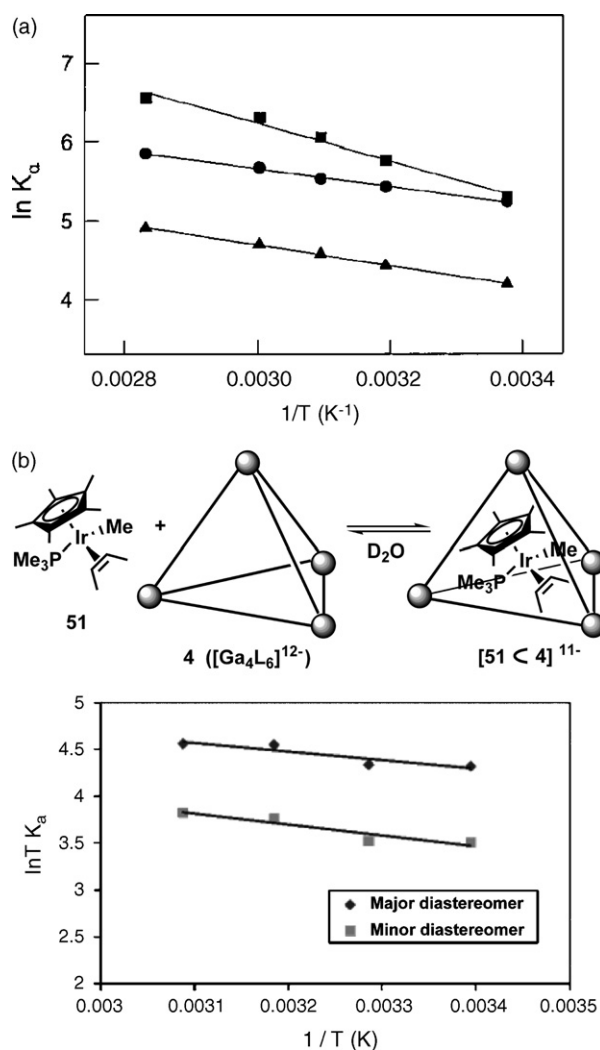 (a)
7
6
5
4
ln Kα
0.0028 0.0030 0.0032 0.0034
1/T (K⁻¹)
(b)
Ir Me
Me₃P
51
+
4 ([Ga₄L₆]¹²⁻)
D₂O
Ir Me
Me₃P
[51 ⊂ 4] ¹¹⁻
5
4.5
4
3.5
3
2.5
2
lnT Kₐ
Major diastereomer
Minor diastereomer
0.003 0.0031 0.0032 0.0033 0.0034 0.0035
1 / T (K)